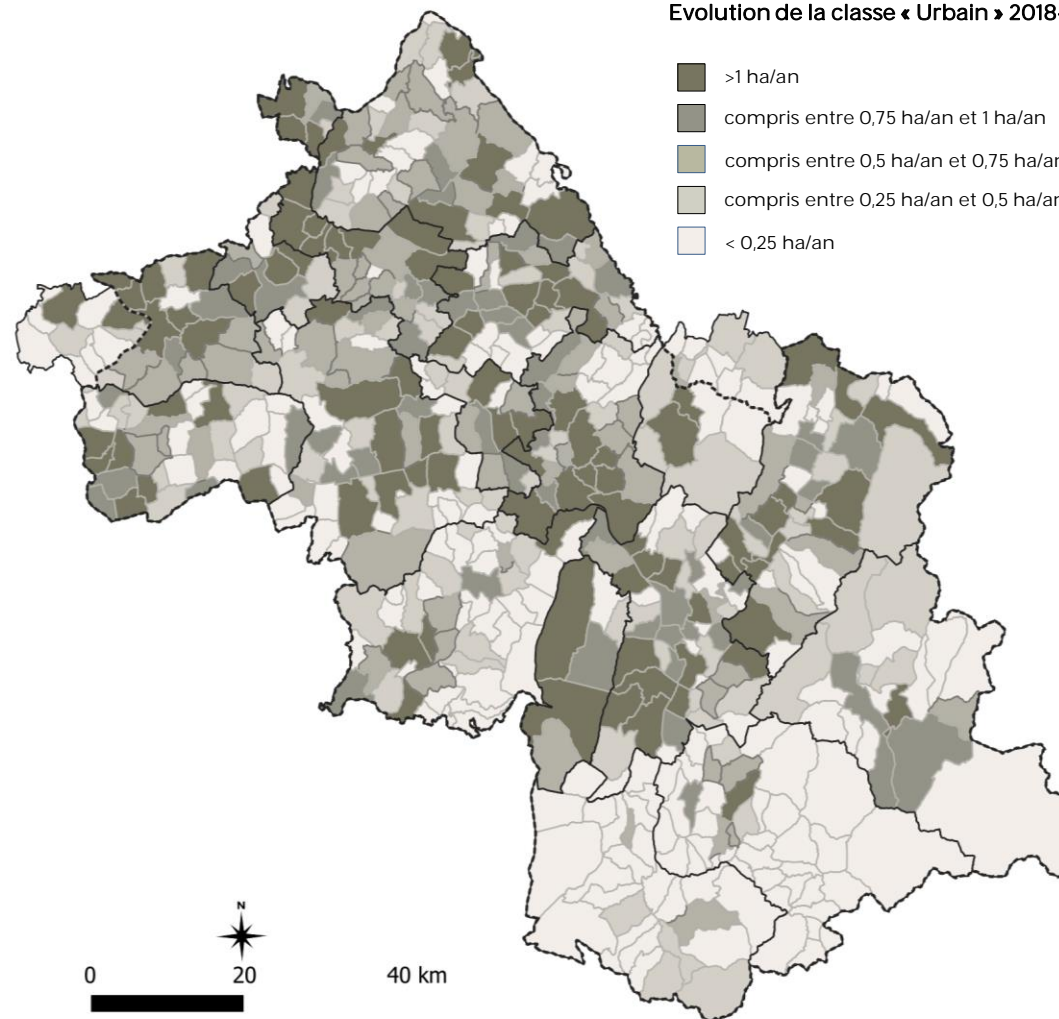 Evolution de la classe « Urbain » 2018-
>1 ha/an
compris entre 0,75 ha/an et 1 ha/an
compris entre 0,5 ha/an et 0,75 ha/an
compris entre 0,25 ha/an et 0,5 ha/an
< 0,25 ha/an
N
0 20 40 km